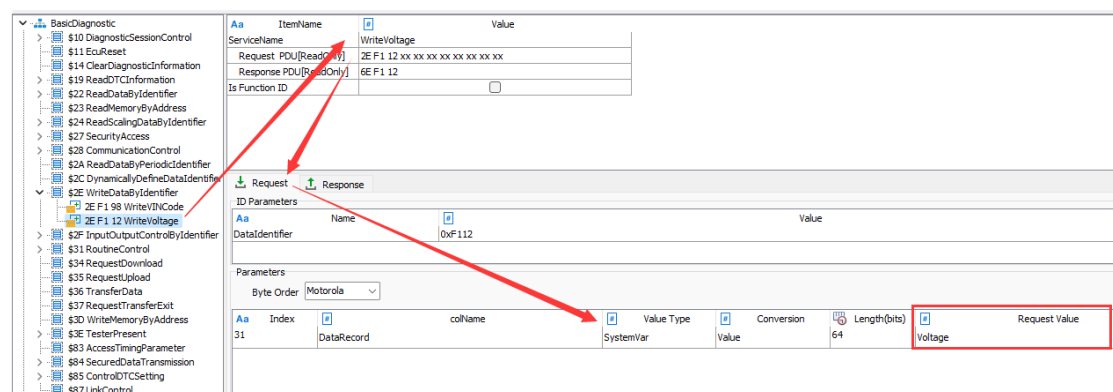 BasicDiagnostic
$10 DiagnosticSessionControl
$11 EcuReset
$14 ClearDiagnosticInformation
$19 ReadDTCInformation
$22 ReadDataByIdentifier
$23 ReadMemoryByAddress
$24 ReadScalingDataByIdentifier
$27 SecurityAccess
$28 CommunicationControl
$2A ReadDataByPeriodicIdentifier
$2C DynamicallyDefineDataIdentifier
$2E WriteDataByIdentifier
2E F1 98 WriteVINCode
2E F1 12 WriteVoltage
$2F InputOutputControlByIdentifier
$31 RoutineControl
$34 RequestDownload
$35 RequestUpload
$36 TransferData
$37 RequestTransferExit
$3D WriteMemoryByAddress
$3E TesterPresent
$83 AccessTimingParameter
$84 SecuredDataTransmission
$85 ControlDTCSetting
$87 LinkControl
Aa ItemName # Value
ServiceName WriteVoltage
Request PDU[ReadOnly] 2E F1 12 xx xx xx xx xx xx xx xx
Response PDU[ReadOnly] 6E F1 12
Is Function ID
Request Response
ID Parameters
Aa Name # Value
DataIdentifier 0xF112
Parameters
Byte Order Motorola
Aa Index # colName # Value Type # Conversion Length(bits) # Request Value
31 DataRecord SystemVar Value 64 Voltage